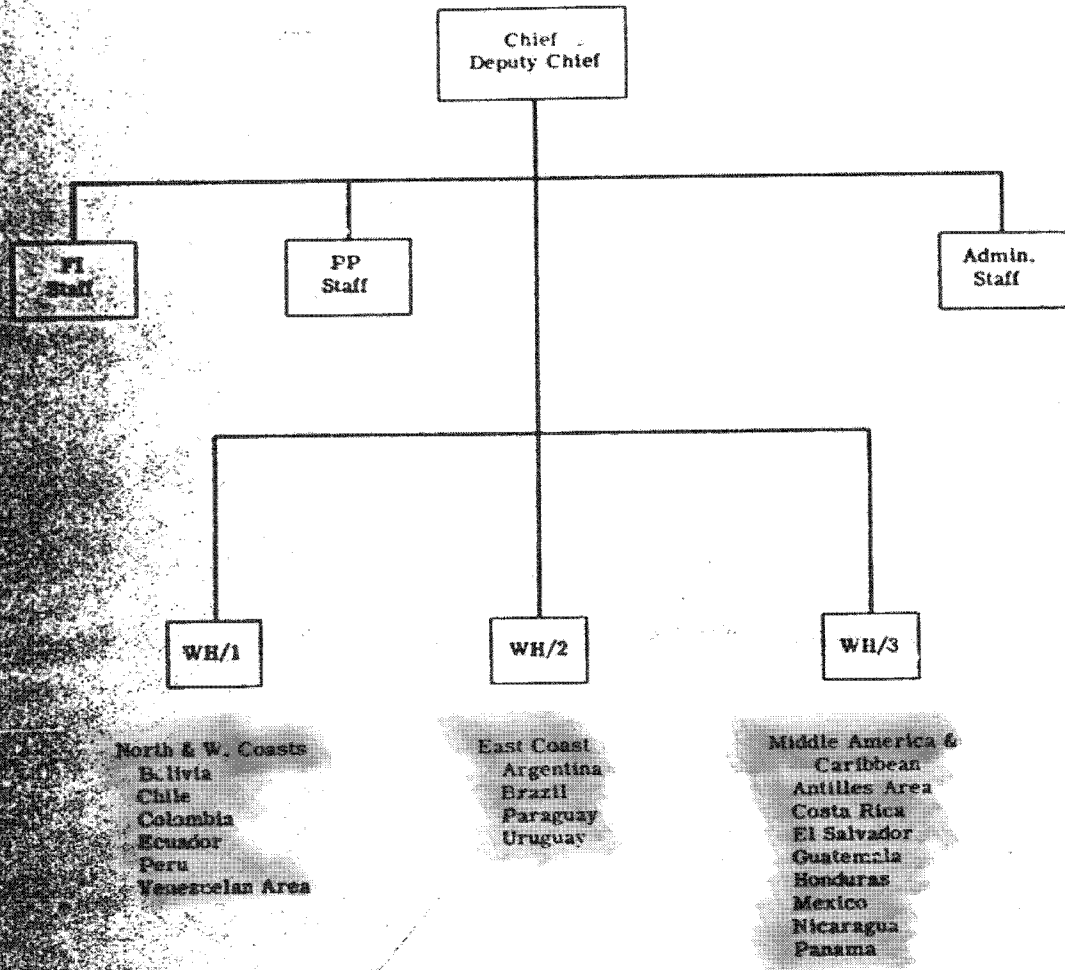 Chief
Deputy Chief
FI
Staff
PP
Staff
Admin.
Staff
WH/1
WH/2
WH/3
North & W. Coasts
Bolivia
Chile
Colombia
Ecuador
Peru
Venezuelan Area
East Coast
Argentina
Brazil
Paraguay
Uruguay
Middle America &
Caribbean
Antilles Area
Costa Rica
El Salvador
Guatemala
Honduras
Mexico
Nicaragua
Panama